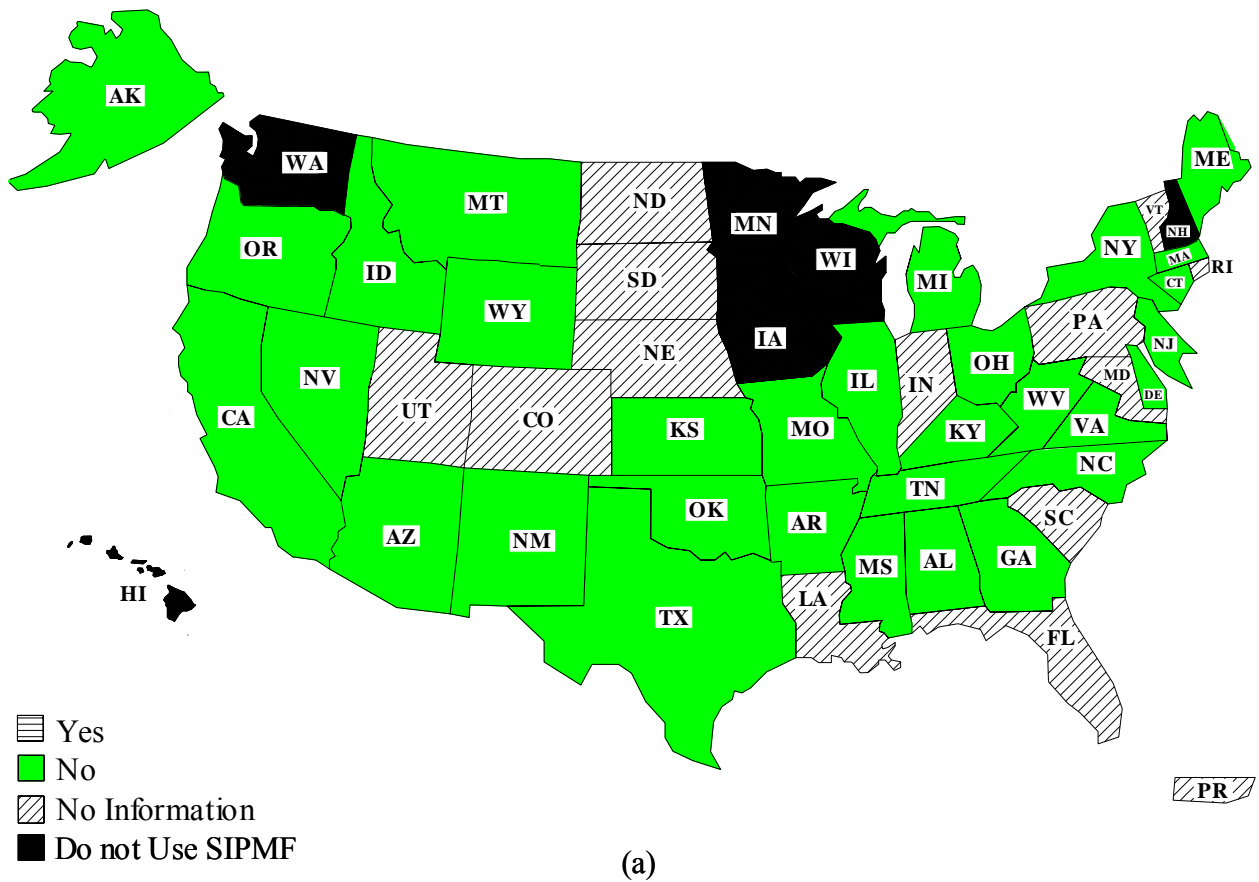 AK
WA
ME
MT
ND
VT
MN
NH
OR
NY
ID
MA
WI
RI
SD
MI
CT
WY
PA
IA
NJ
NE
OH
MD
NV
IL
IN
DE
UT
WV
CA
CO
VA
KS
MO
KY
NC
TN
OK
AR
SC
AZ
NM
GA
AL
MS
HI
LA
TX
FL
Yes
No
PR
No Information
Do not Use SIPMF
(a)